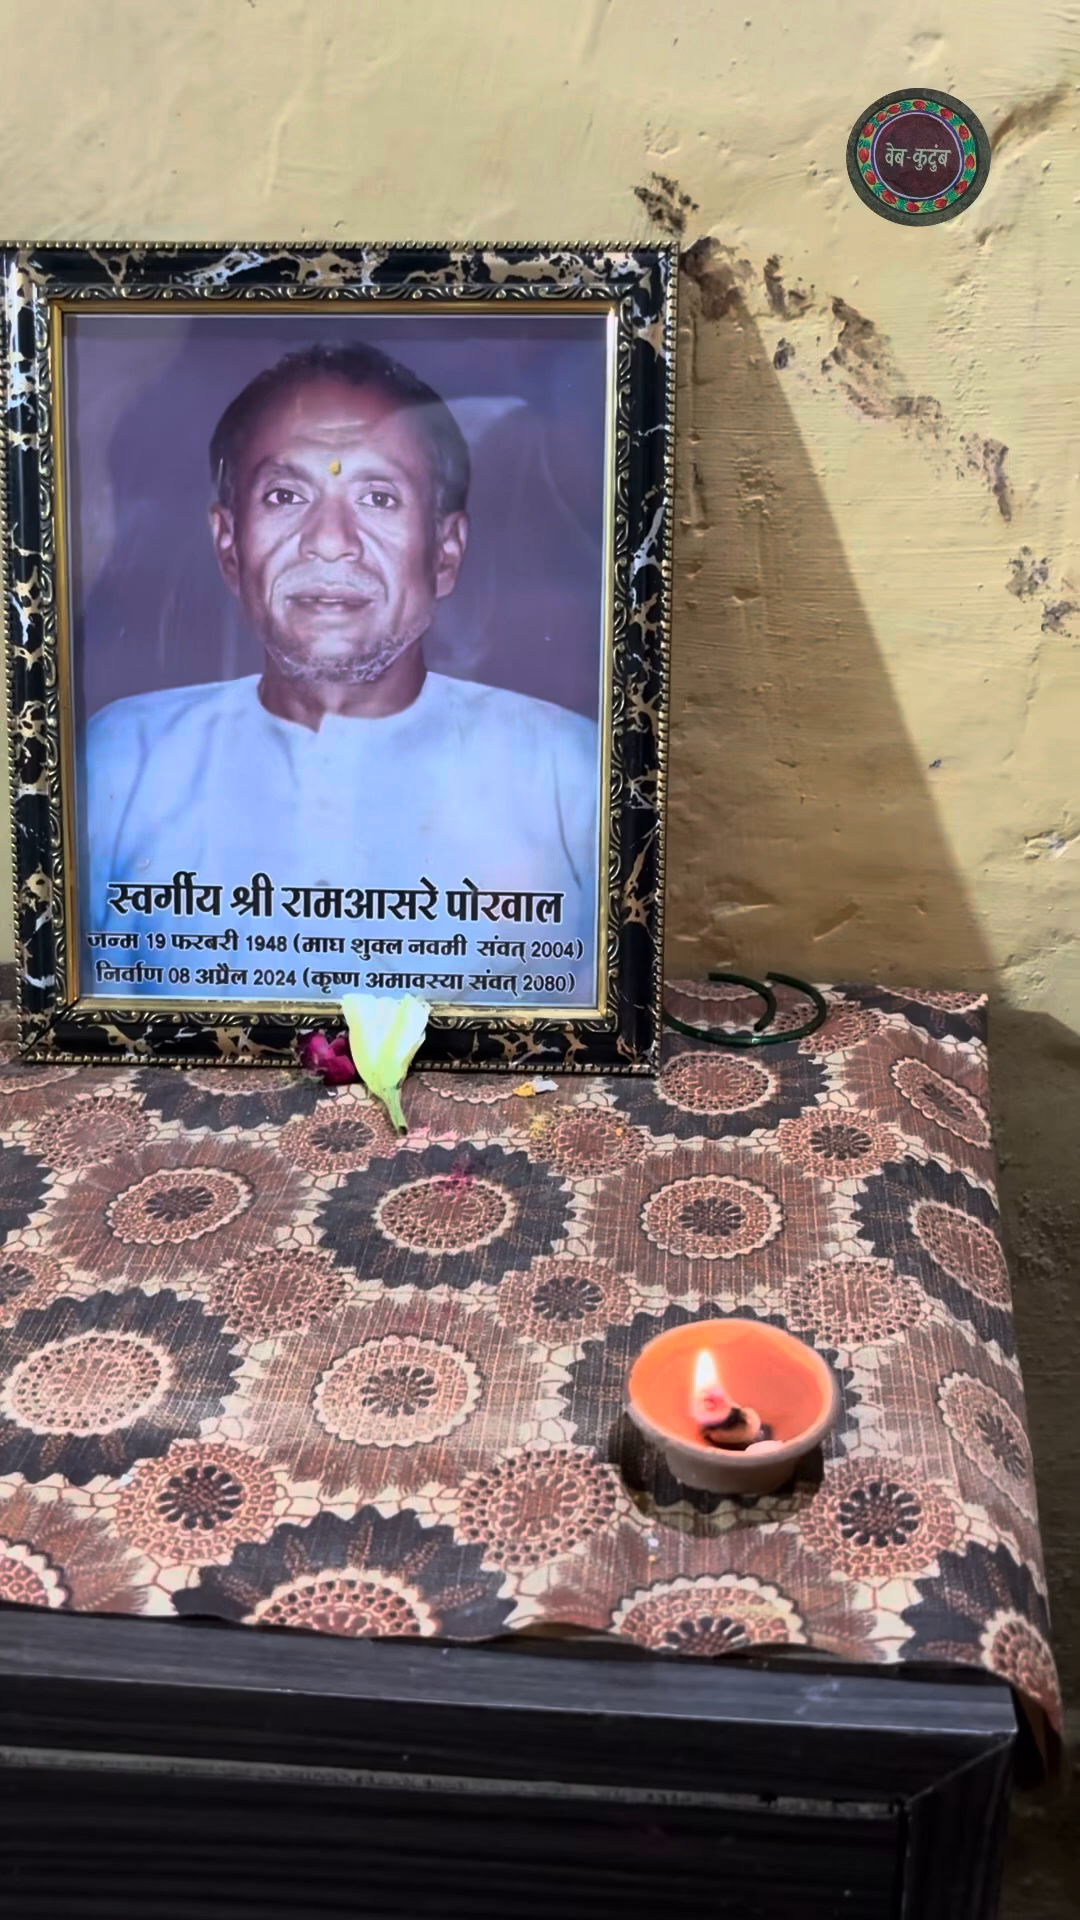 वेब-कुटुंब
स्वर्गीय श्री रामआसरे पोरवाल
जन्म 19 फरबरी 1948 (माघ शुक्ल नवमी संवत् 2004)
निर्वाण 08 अप्रैल 2024 (कृष्ण अमावस्या संवत् 2080)